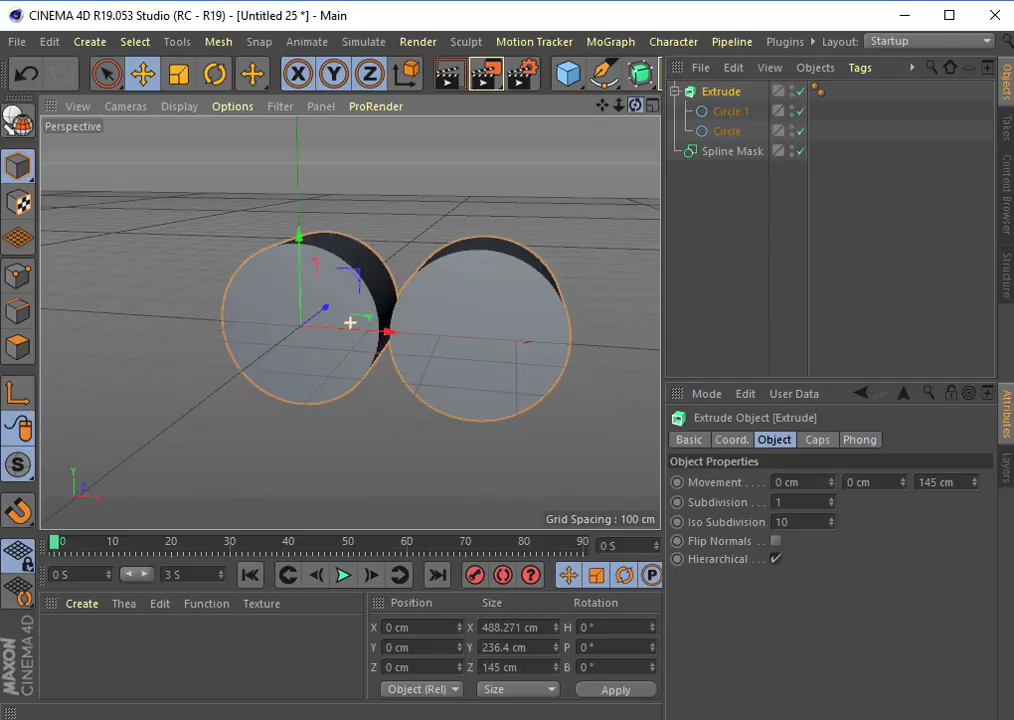 CINEMA 4D R19.053 Studio (RC - R19) - [Untitled 25 *] - Main
File Edit Create Select Tools Mesh Snap Animate Simulate Render Sculpt Motion Tracker MoGraph Character Pipeline Plugins Layout: Startup
X Y Z
File Edit View Objects Tags
View Cameras Display Options Filter Panel ProRender
Perspective
Extrude
Circle.1
Circle
Spline Mask
Objects
Takes
Content Browser
Structure
S
Y
Z
X
Grid Spacing : 100 cm
Mode Edit User Data
Extrude Object [Extrude]
Basic Coord. Object Caps Phong
Object Properties
Movement . . . . 0 cm 0 cm 145 cm
Subdivision . . 1
Iso Subdivision 10
Flip Normals . .
Hierarchical . .
Attributes
Layers
0 10 20 30 40 50 60 70 80 90 0 S
0 S 3 S ? P
Create Thea Edit Function Texture
Position Size Rotation
X 0 cm X 488.271 cm H 0 °
Y 0 cm Y 236.4 cm P 0 °
Z 0 cm Z 145 cm B 0 °
Object (Rel) Size Apply
MAXON
CINEMA 4D